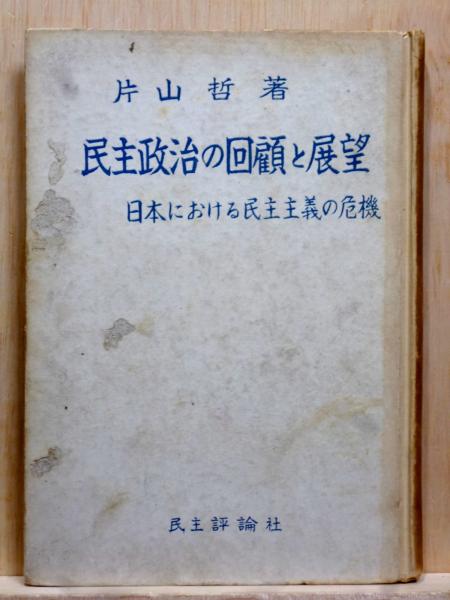 片山哲著
民主政治の回顧と展望
日本における民主主義の危機
民主評論社